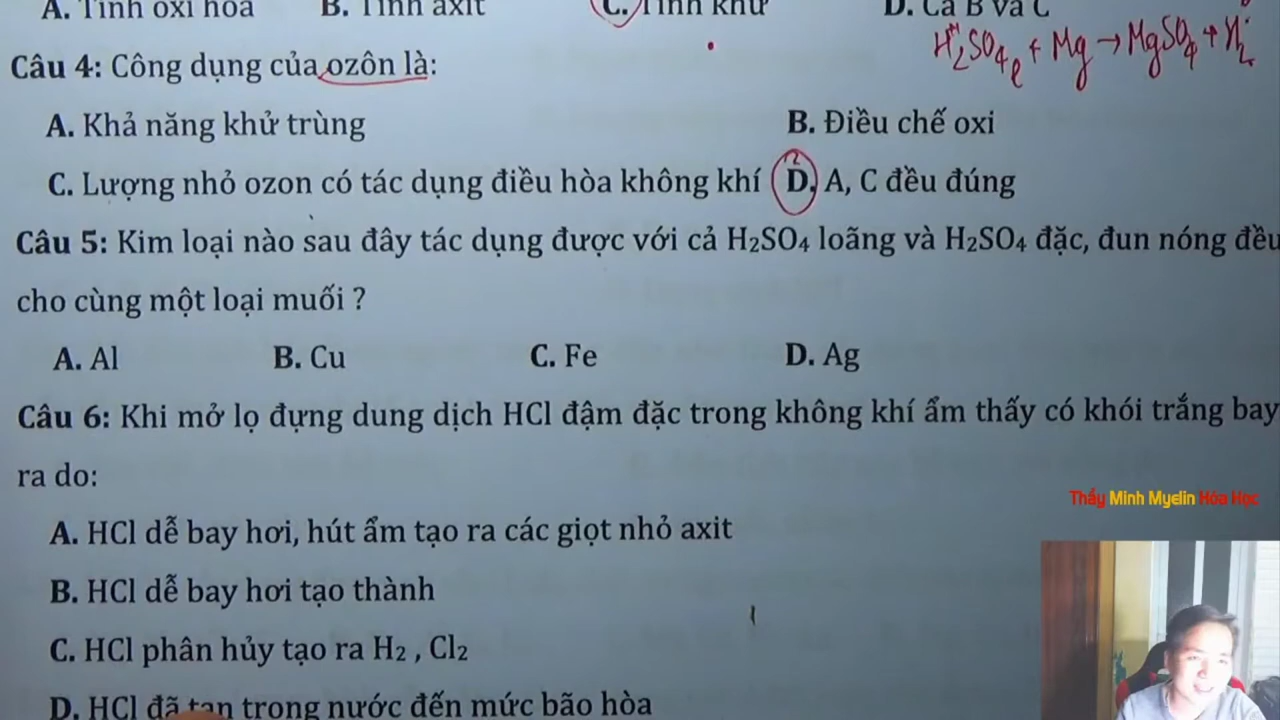 A. Tính oxi hóa B. Tính axit C. Tính khử D. Cả B và C
H₂SO₄ₗ + Mg → MgSO₄ + H₂
Câu 4: Công dụng của ozôn là:
A. Khả năng khử trùng B. Điều chế oxi
C. Lượng nhỏ ozon có tác dụng điều hòa không khí D. A, C đều đúng
Câu 5: Kim loại nào sau đây tác dụng được với cả H₂SO₄ loãng và H₂SO₄ đặc, đun nóng đều
cho cùng một loại muối ?
A. Al B. Cu C. Fe D. Ag
Câu 6: Khi mở lọ đựng dung dịch HCl đậm đặc trong không khí ẩm thấy có khói trắng bay
ra do:
Thầy Minh Myelin Hóa Học
A. HCl dễ bay hơi, hút ẩm tạo ra các giọt nhỏ axit
B. HCl dễ bay hơi tạo thành
C. HCl phân hủy tạo ra H₂ , Cl₂
D. HCl đã tan trong nước đến mức bão hòa